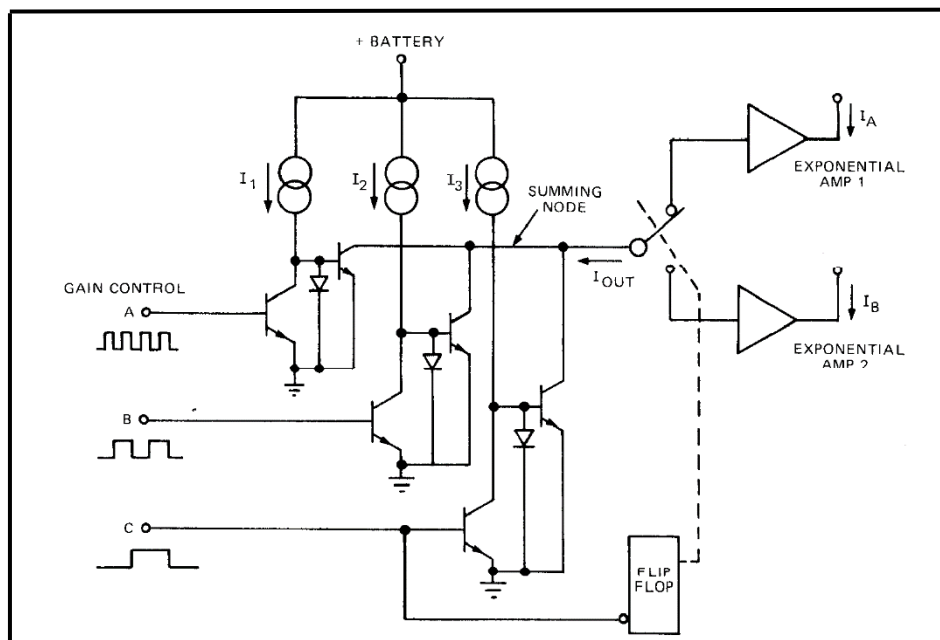 + BATTERY
I1
I2
I3
SUMMING
NODE
IOUT
IA
EXPONENTIAL
AMP 1
IB
EXPONENTIAL
AMP 2
GAIN CONTROL
A
B
C
FLIP
FLOP